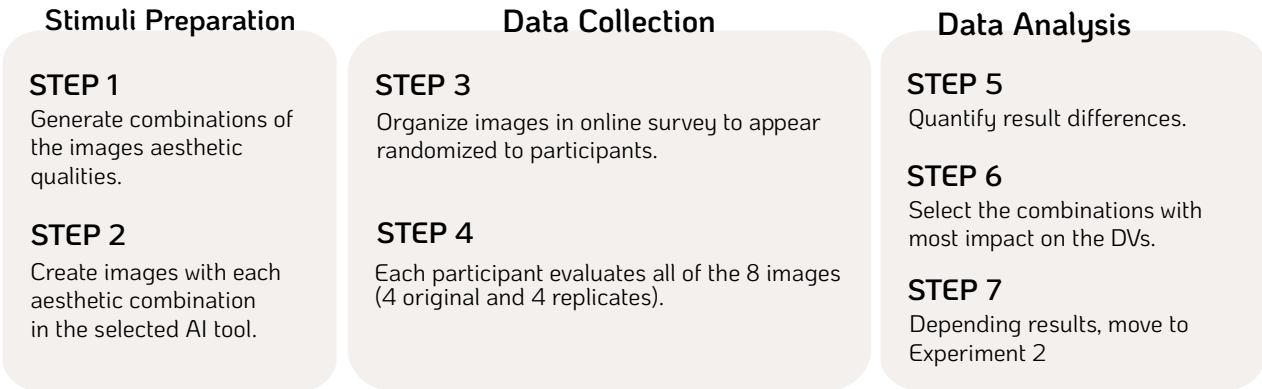 Stimuli Preparation
STEP 1
Generate combinations of
the images aesthetic
qualities.
STEP 2
Create images with each
aesthetic combination
in the selected AI tool.
Data Collection
STEP 3
Organize images in online survey to appear
randomized to participants.
STEP 4
Each participant evaluates all of the 8 images
(4 original and 4 replicates).
Data Analysis
STEP 5
Quantify result differences.
STEP 6
Select the combinations with
most impact on the DVs.
STEP 7
Depending results, move to
Experiment 2